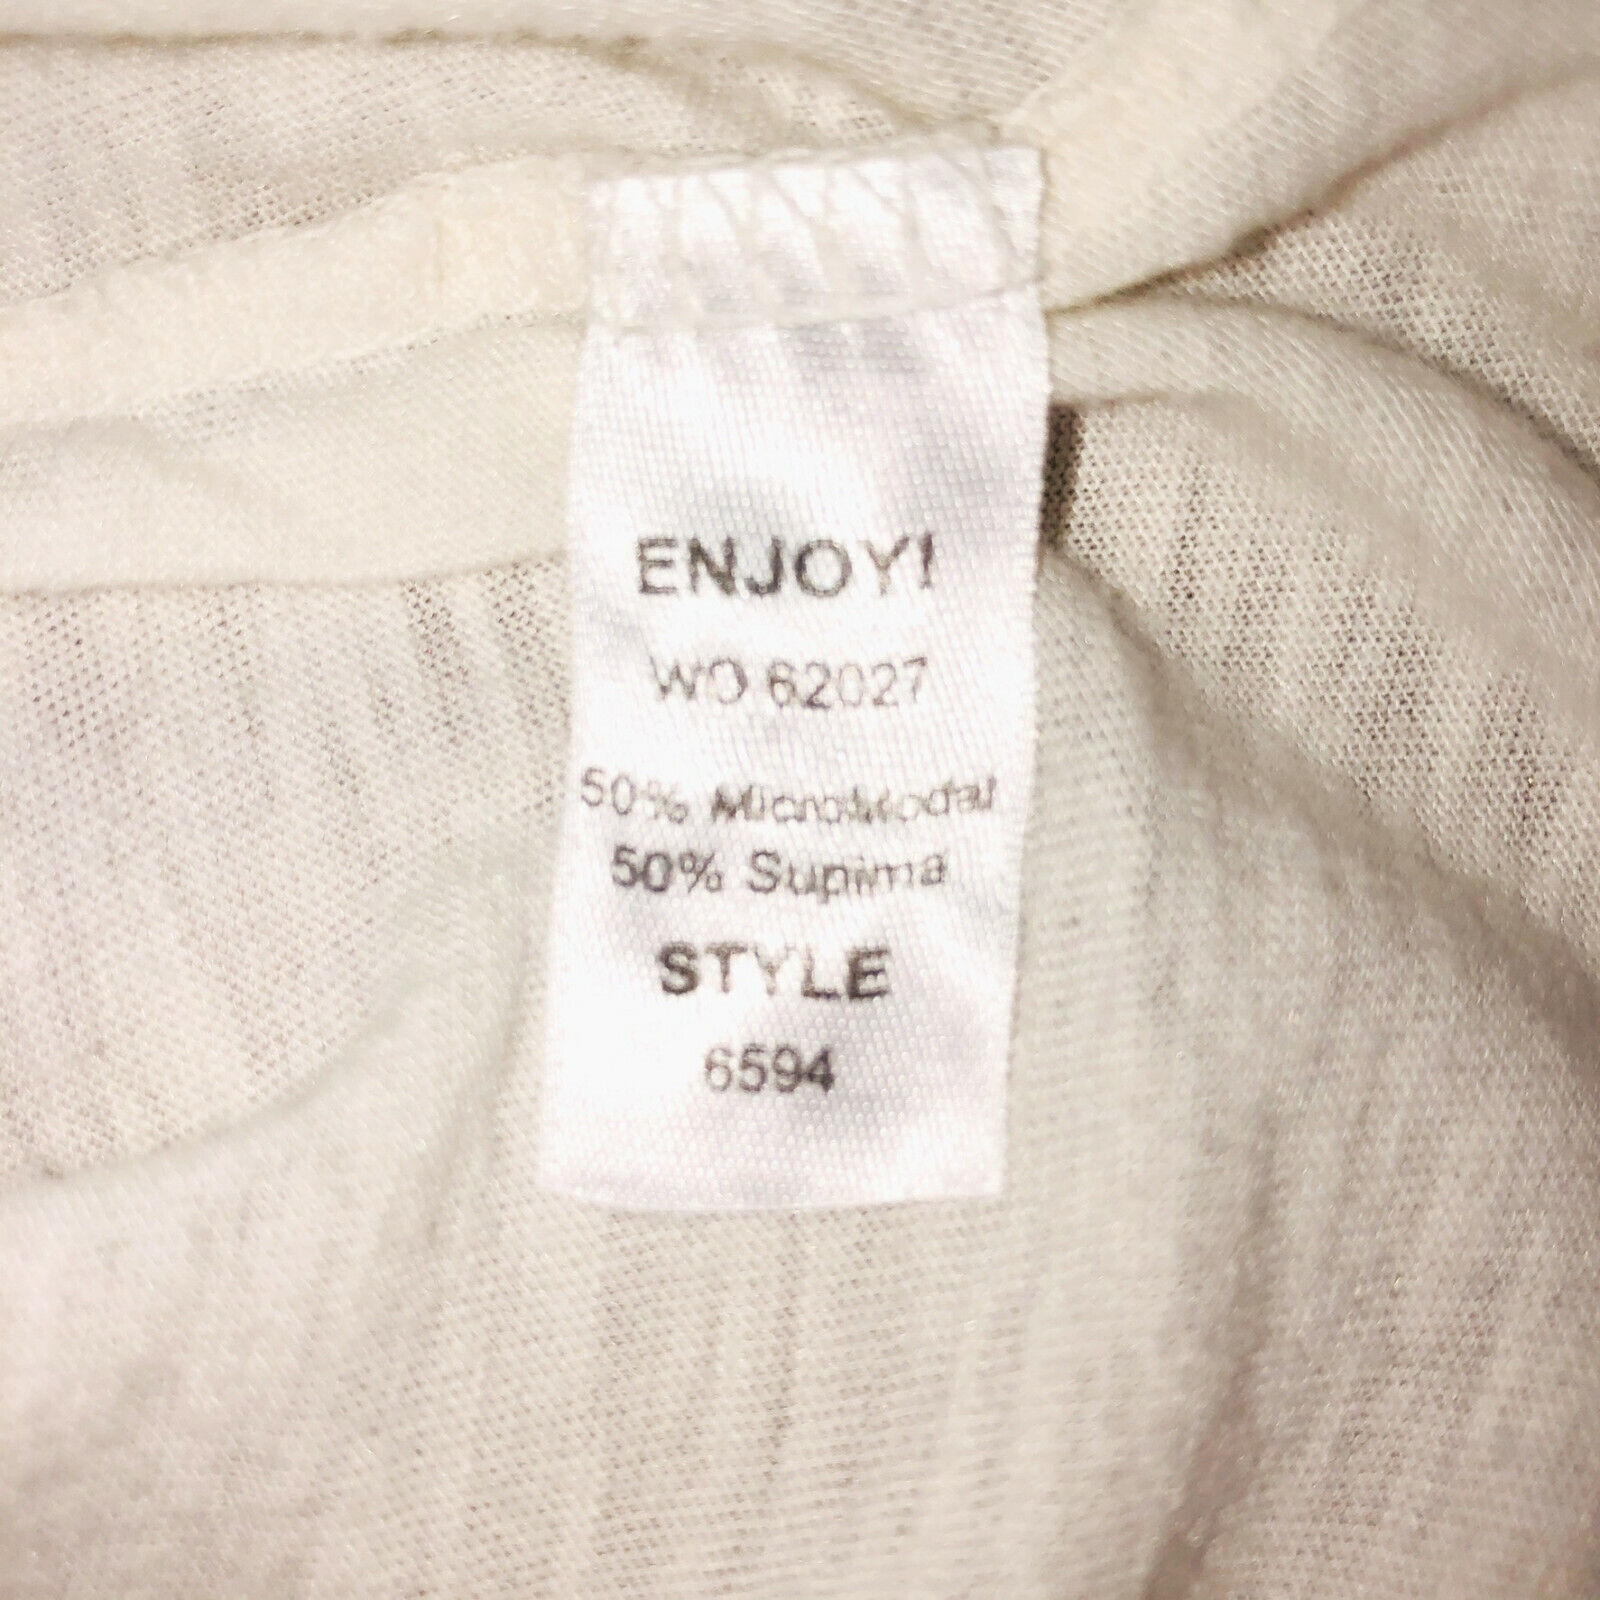 ENJOY!
WO 62027
50% MicroModal
50% Supima
STYLE
6594